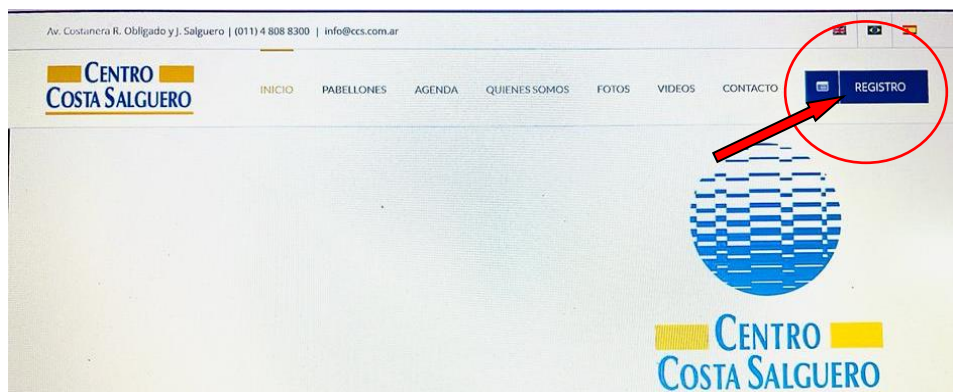 Av. Costanera R. Obligado y J. Salguero | (011) 4 808 8300 | info@ccs.com.ar
CENTRO
COSTA SALGUERO
INICIO PABELLONES AGENDA QUIENES SOMOS FOTOS VIDEOS CONTACTO REGISTRO
CENTRO
COSTA SALGUERO